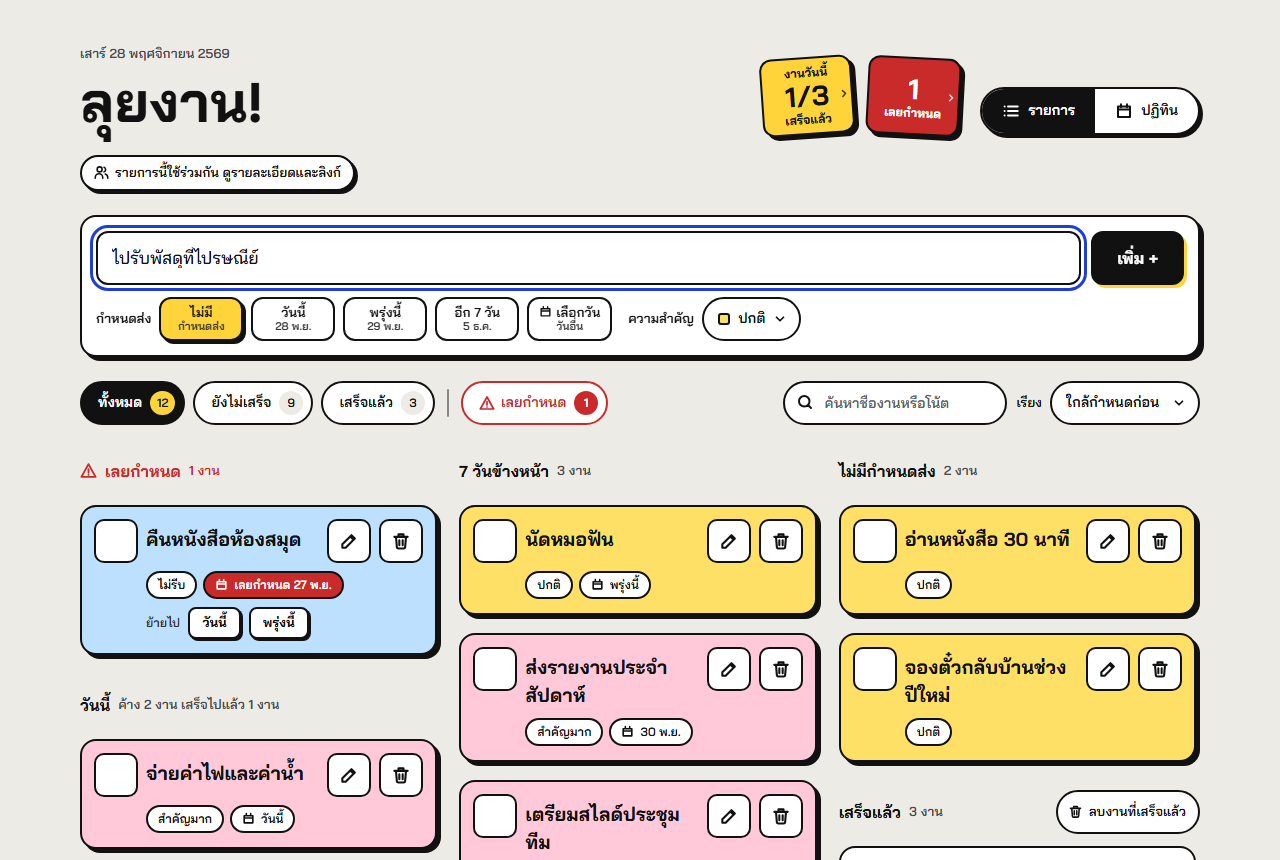 เสาร์ 28 พฤศจิกายน 2569
ลุยงาน!
งานวันนี้
1/3
เสร็จแล้ว
1
เลยกำหนด
รายการ
ปฏิทิน
รายการนี้ใช้ร่วมกัน ดูรายละเอียดและลิงก์
ไปรับพัสดุที่ไปรษณีย์
เพิ่ม +
กำหนดส่ง
ไม่มี
กำหนดส่ง
วันนี้
28 พ.ย.
พรุ่งนี้
29 พ.ย.
อีก 7 วัน
5 ธ.ค.
เลือกวัน
วันอื่น
ความสำคัญ
ปกติ
ทั้งหมด 12
ยังไม่เสร็จ 9
เสร็จแล้ว 3
เลยกำหนด 1
ค้นหาชื่องานหรือโน้ต
เรียง
ใกล้กำหนดก่อน
เลยกำหนด 1 งาน
คืนหนังสือห้องสมุด
ไม่รีบ
เลยกำหนด 27 พ.ย.
ย้ายไป
วันนี้
พรุ่งนี้
วันนี้ ค้าง 2 งาน เสร็จไปแล้ว 1 งาน
จ่ายค่าไฟและค่าน้ำ
สำคัญมาก
วันนี้
7 วันข้างหน้า 3 งาน
นัดหมอฟัน
ปกติ
พรุ่งนี้
ส่งรายงานประจำ
สัปดาห์
สำคัญมาก
30 พ.ย.
เตรียมสไลด์ประชุม
ทีม
ไม่มีกำหนดส่ง 2 งาน
อ่านหนังสือ 30 นาที
ปกติ
จองตั๋วกลับบ้านช่วง
ปีใหม่
ปกติ
เสร็จแล้ว 3 งาน
ลบงานที่เสร็จแล้ว